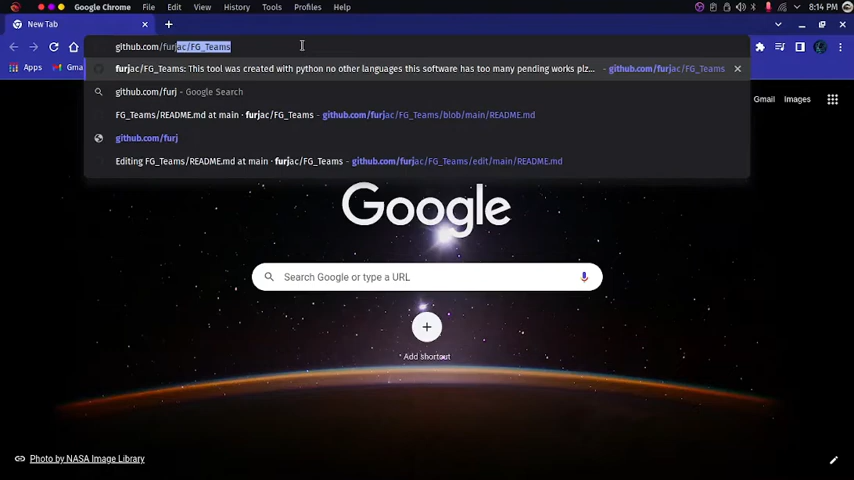 Google Chrome File Edit View History Tools Profiles Help 8:14 PM
New Tab
github.com/furjac/FG_Teams
furjac/FG_Teams: This tool was created with python no other languages this software has too many pending works plz... - github.com/furjac/FG_Teams
github.com/furj - Google Search
FG_Teams/README.md at main · furjac/FG_Teams - github.com/furjac/FG_Teams/blob/main/README.md
github.com/furj
Editing FG_Teams/README.md at main · furjac/FG_Teams - github.com/furjac/FG_Teams/edit/main/README.md
Apps Gma
Gmail Images
Google
Search Google or type a URL
Add shortcut
Photo by NASA Image Library